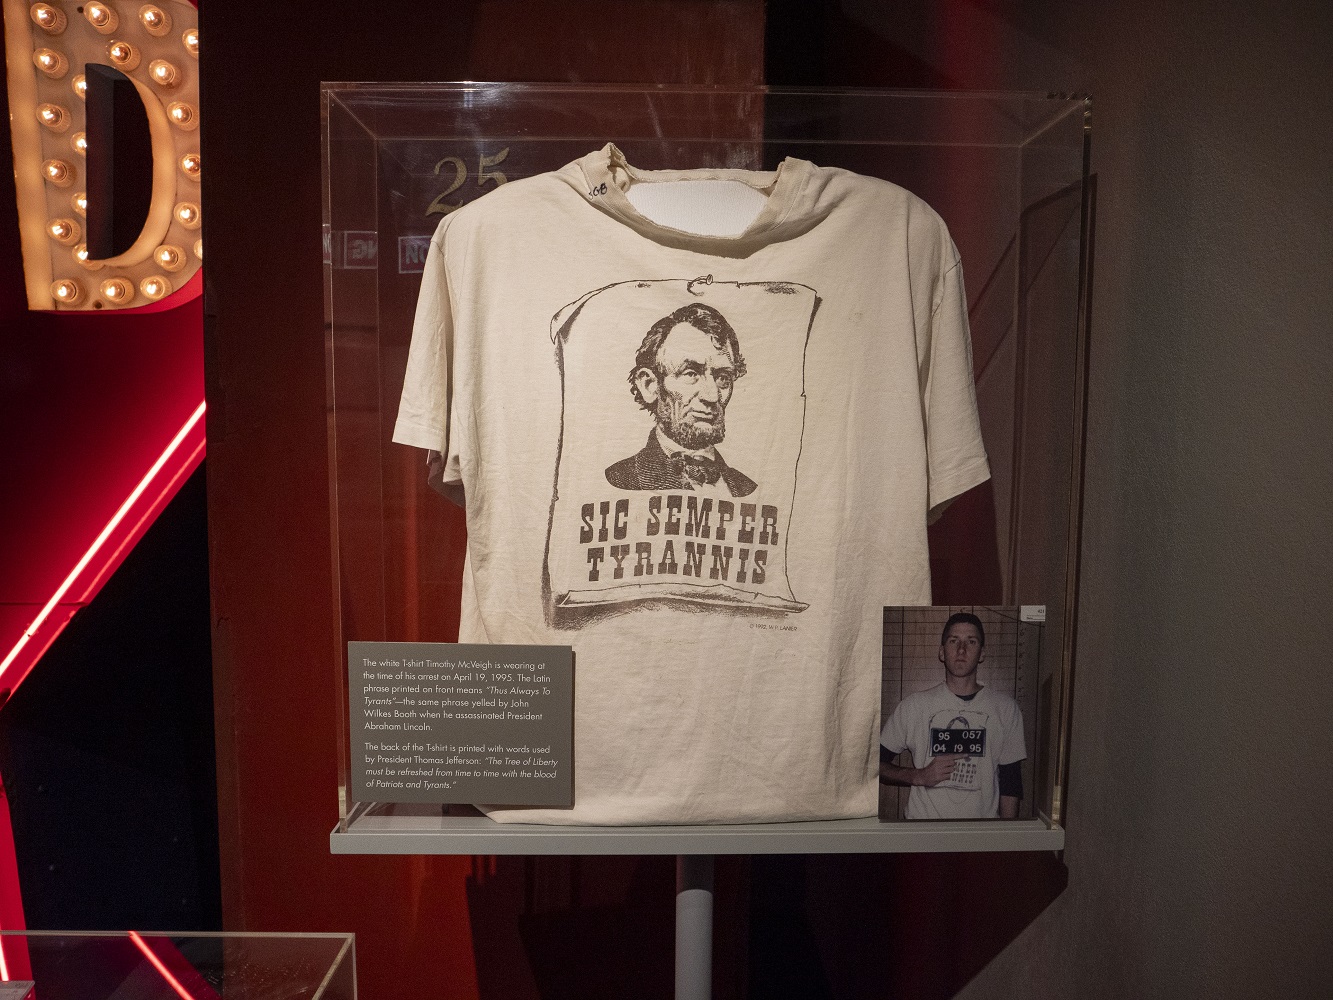 D
25
GB
SIC SEMPER
TYRANNIS
© 1992, W.F. LANIER
The white T-shirt Timothy McVeigh is wearing at
the time of his arrest on April 19, 1995. The Latin
phrase printed on front means "Thus Always To
Tyrants"—the same phrase yelled by John
Wilkes Booth when he assassinated President
Abraham Lincoln.
The back of the T-shirt is printed with words used
by President Thomas Jefferson: "The Tree of Liberty
must be refreshed from time to time with the blood
of Patriots and Tyrants."
95 057
04 19 95